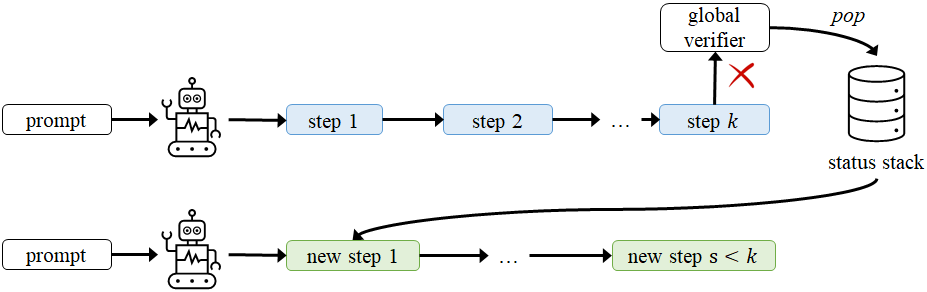 global
verifier
pop
prompt
step 1
step 2
...
step k
status stack
prompt
new step 1
...
new step s < k